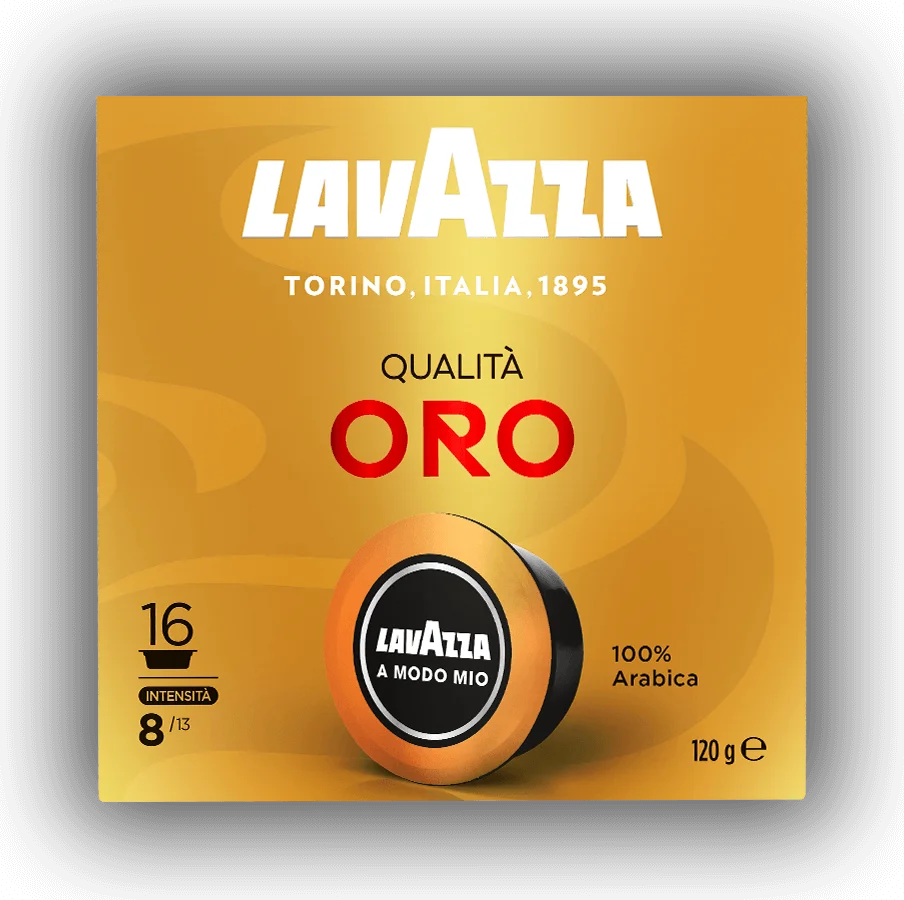 LAVAZZA
TORINO, ITALIA, 1895
QUALITÀ
ORO
LAVAZZA
A MODO MIO
16
INTENSITÀ
8/13
100%
Arabica
120 g ℮